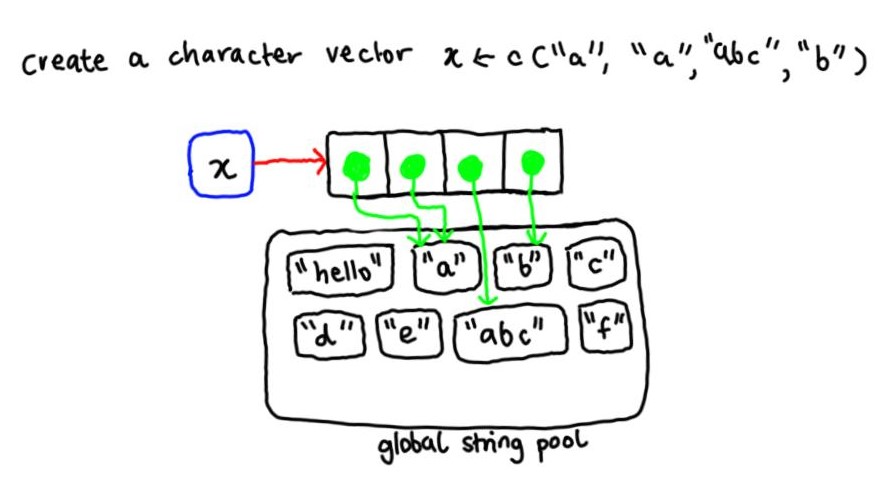 create a character vector x ← c("a", "a", "abc", "b")
x
"hello" "a" "b" "c"
"d" "e" "abc" "f"
global string pool